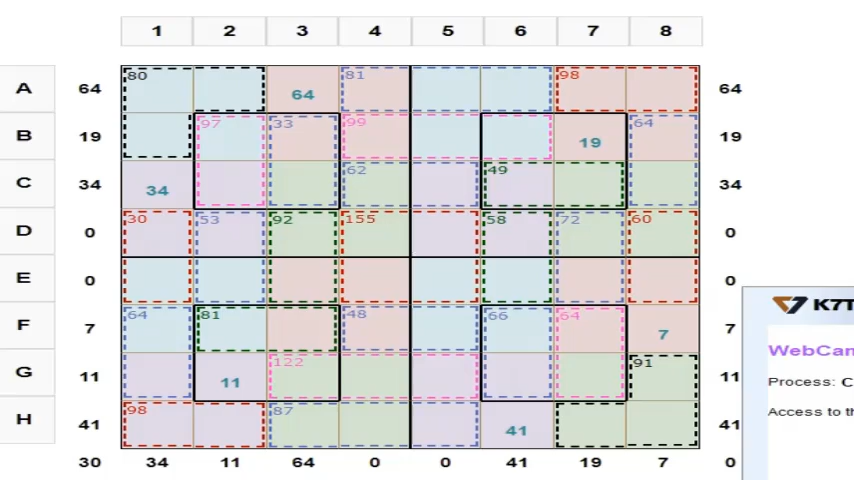 1 2 3 4 5 6 7 8
A 64 80 81 98 64
64
B 19 97 33 99 19 64 19
C 34 34 62 49 34
D 0 30 53 92 155 58 72 60 0
E 0 0
F 7 64 81 48 66 64 7 7
G 11 11 122 91 11
H 41 98 87 41 41
30 34 11 64 0 0 41 19 7 0
K7T
WebCan
Process: C
Access to th